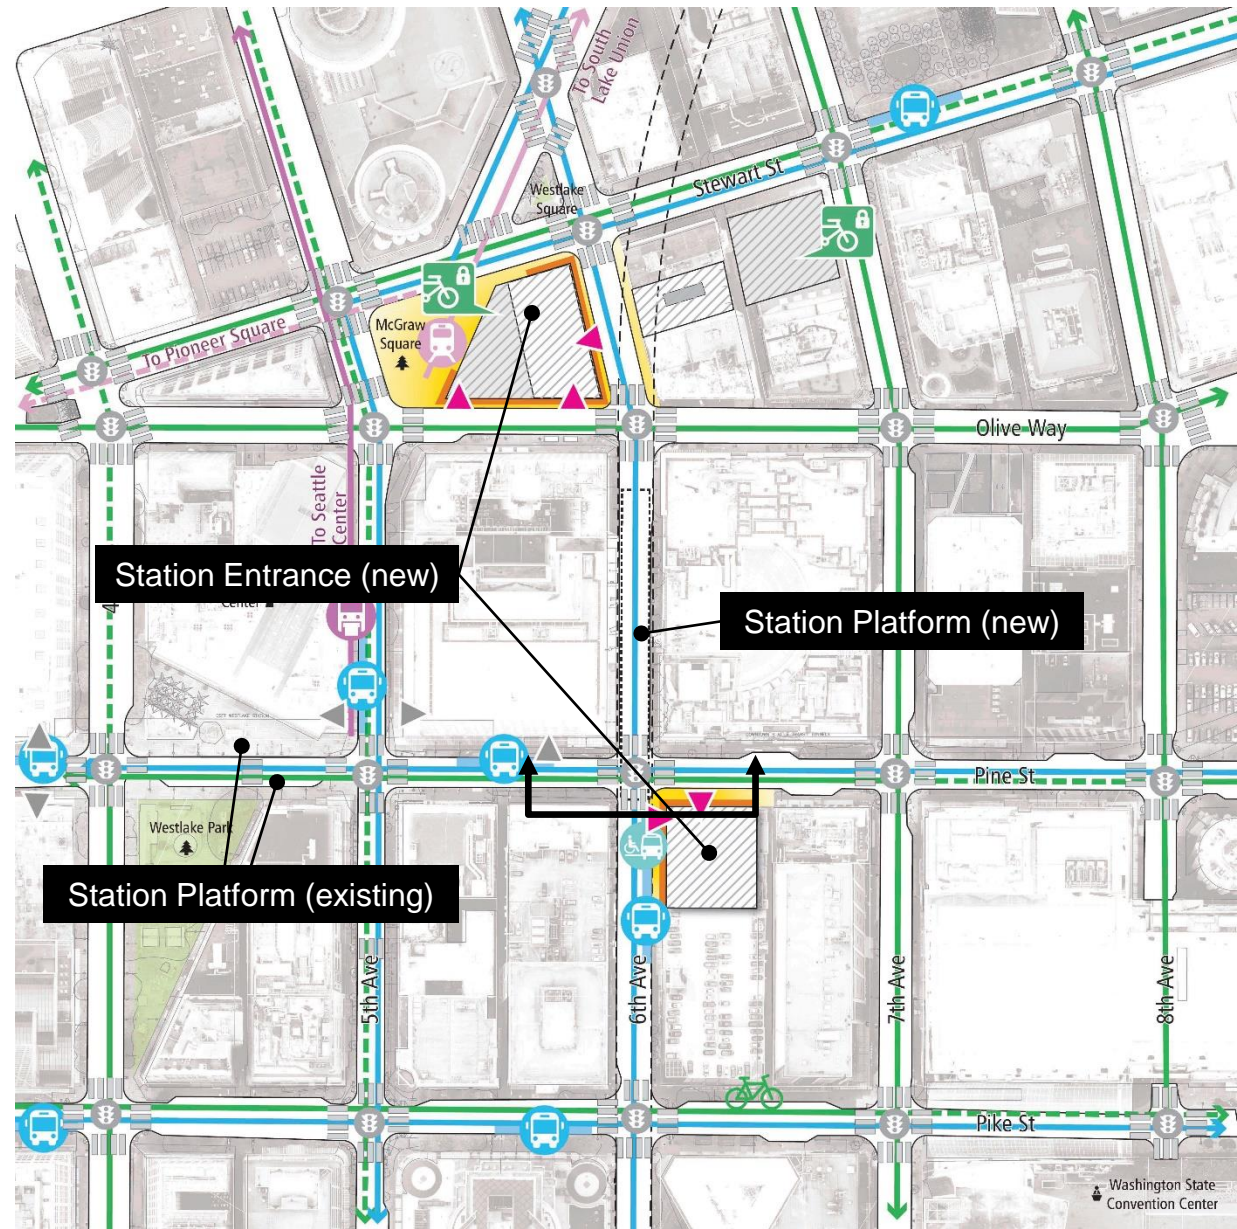 To South
Lake Union
Westlake
Square
Stewart St
McGraw
Square
To Pioneer Square
Olive Way
To Seattle
Center
Station Entrance (new)
4
Center
Station Platform (new)
Pine St
Westlake Park
Station Platform (existing)
5th Ave
6th Ave
7th Ave
8th Ave
Pike St
Washington State
Convention Center